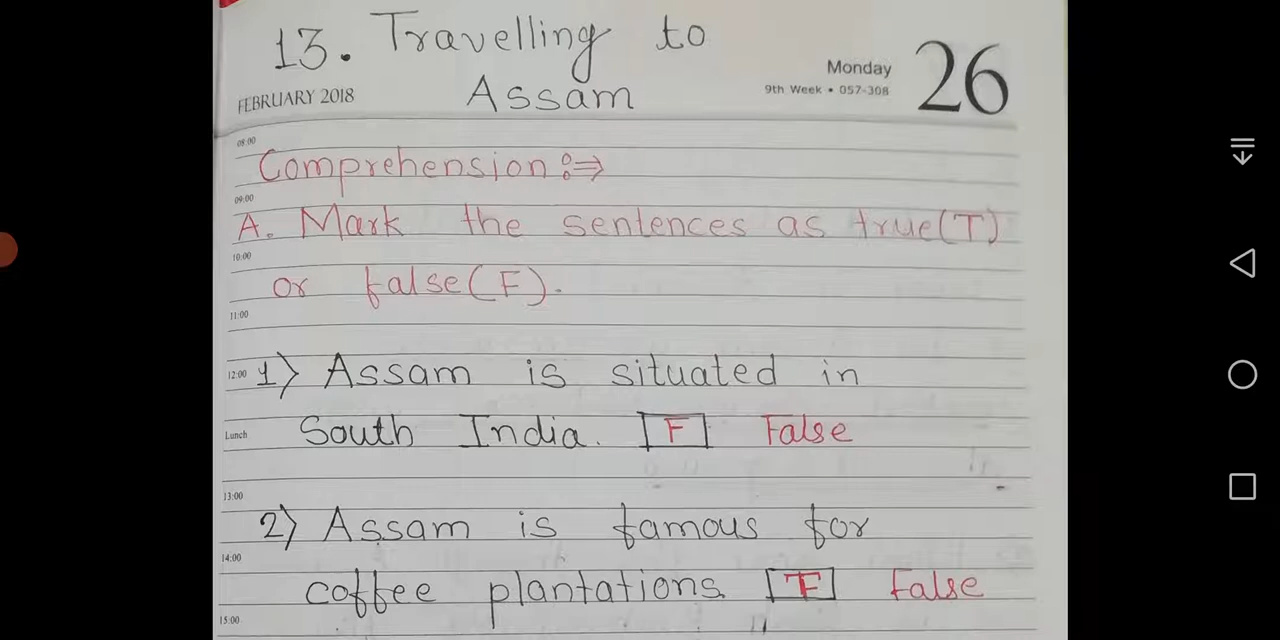 13. Travelling to
Assam
FEBRUARY 2018
Monday
9th Week • 057-308
26
08:00
Comprehension :⇒
09:00
A. Mark the sentences as true(T)
10:00
or false(F).
11:00
12:00 1) Assam is situated in
Lunch South India. [F] False
13:00
2) Assam is famous for
14:00
coffee plantations [F] False
15:00